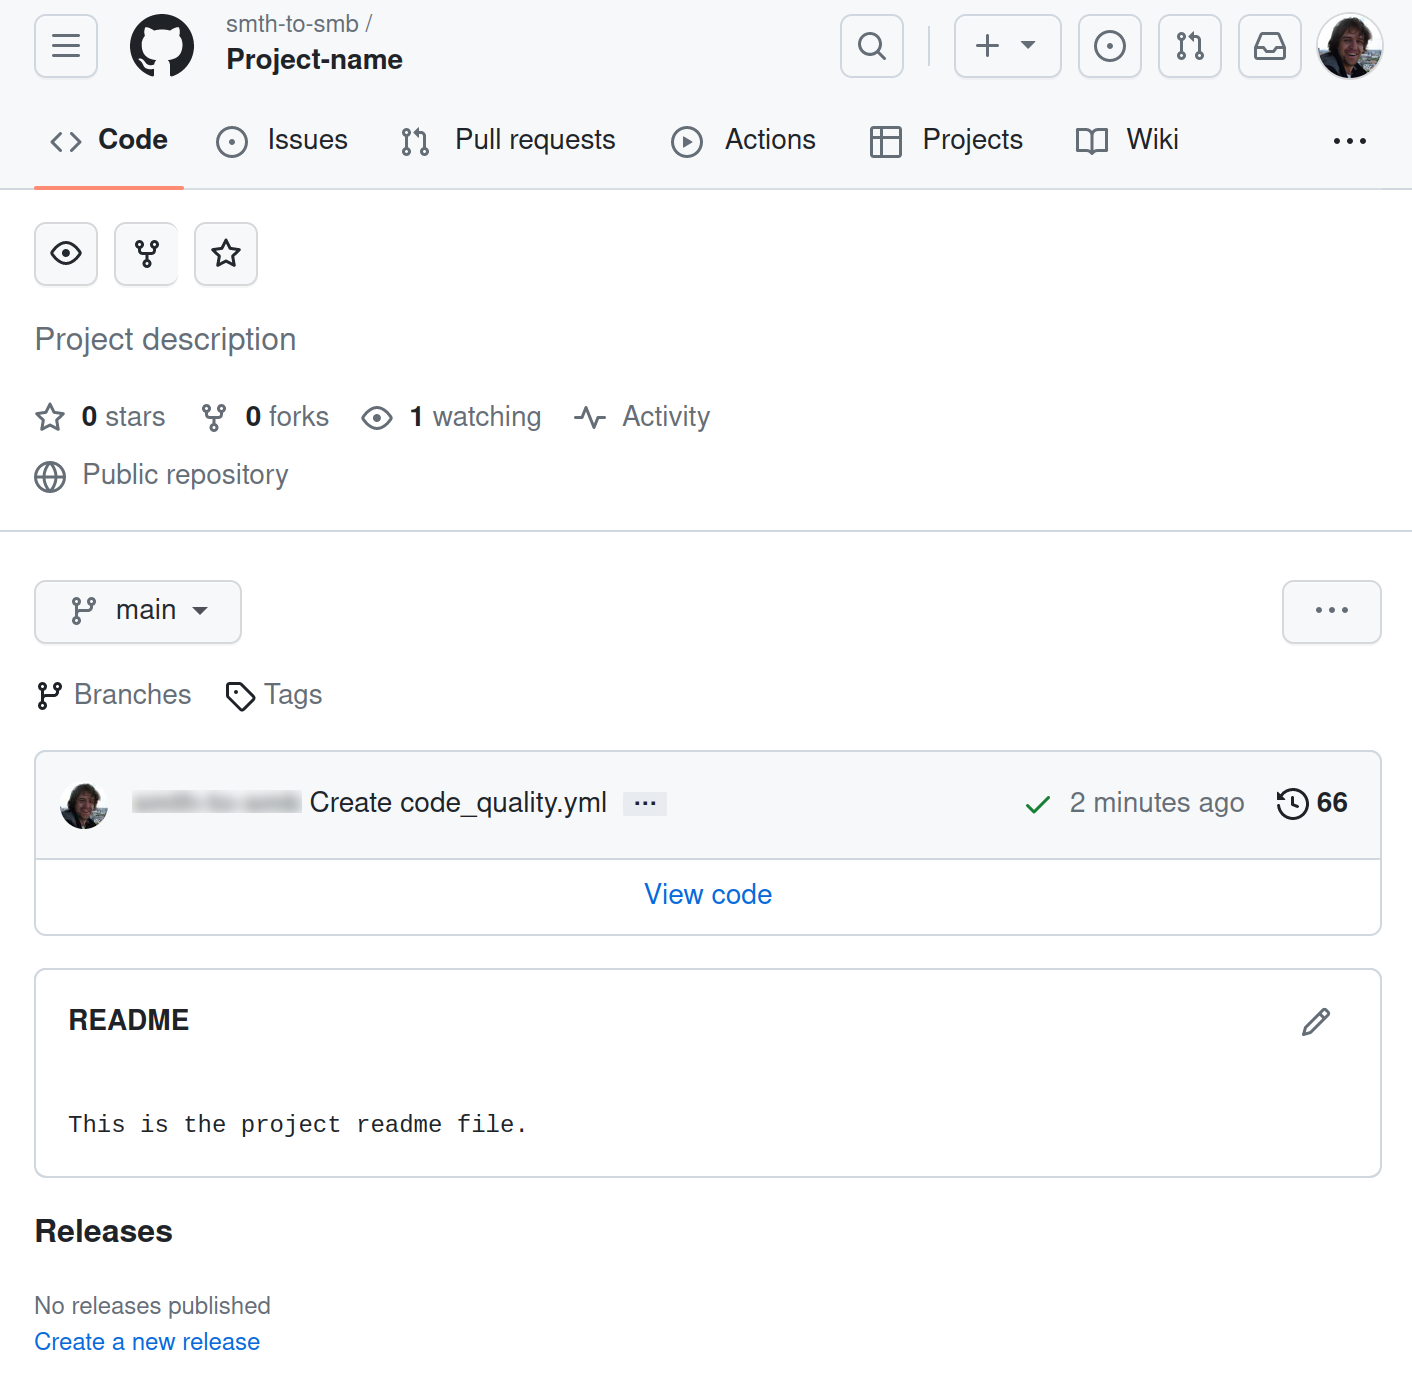 smth-to-smb /
Project-name
Code Issues Pull requests Actions Projects Wiki
Project description
0 stars 0 forks 1 watching Activity
Public repository
main
Branches Tags
Create code_quality.yml 2 minutes ago 66
View code
README
This is the project readme file.
Releases
No releases published
Create a new release